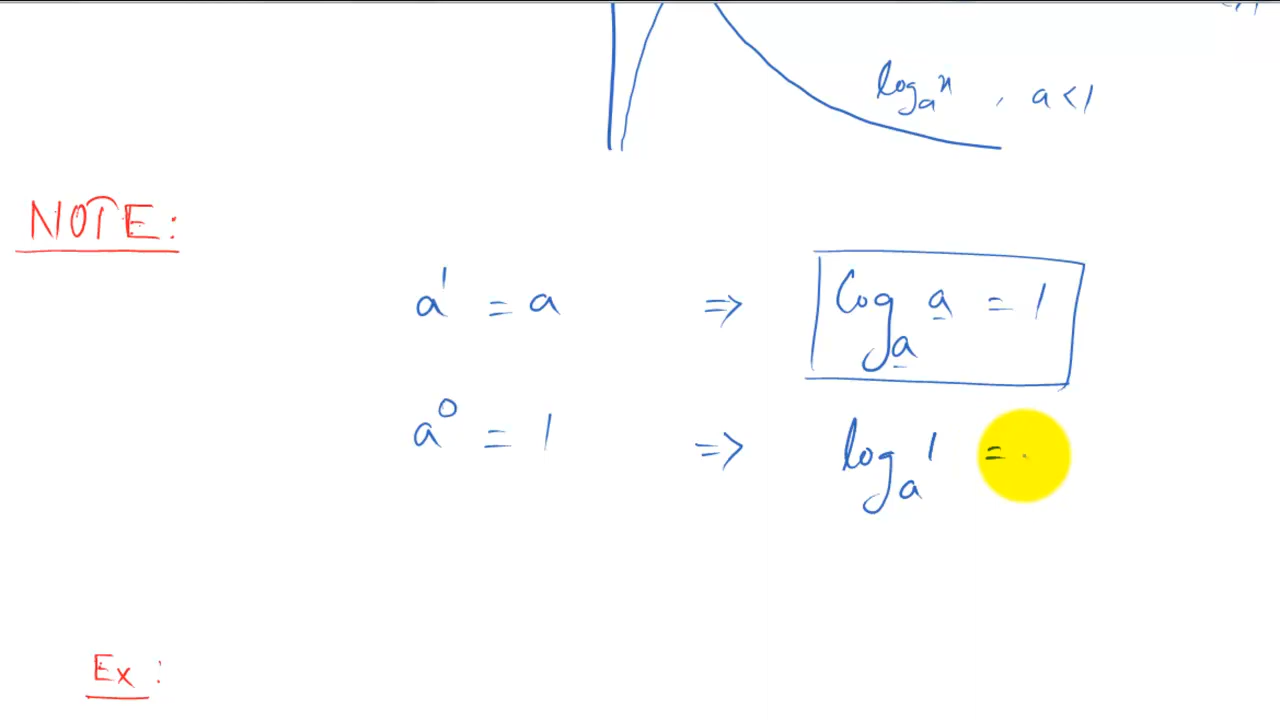 logₐx , a < 1
NOTE:
a¹ = a ⇒ logₐ a = 1
a⁰ = 1 ⇒ logₐ 1 =
Ex :